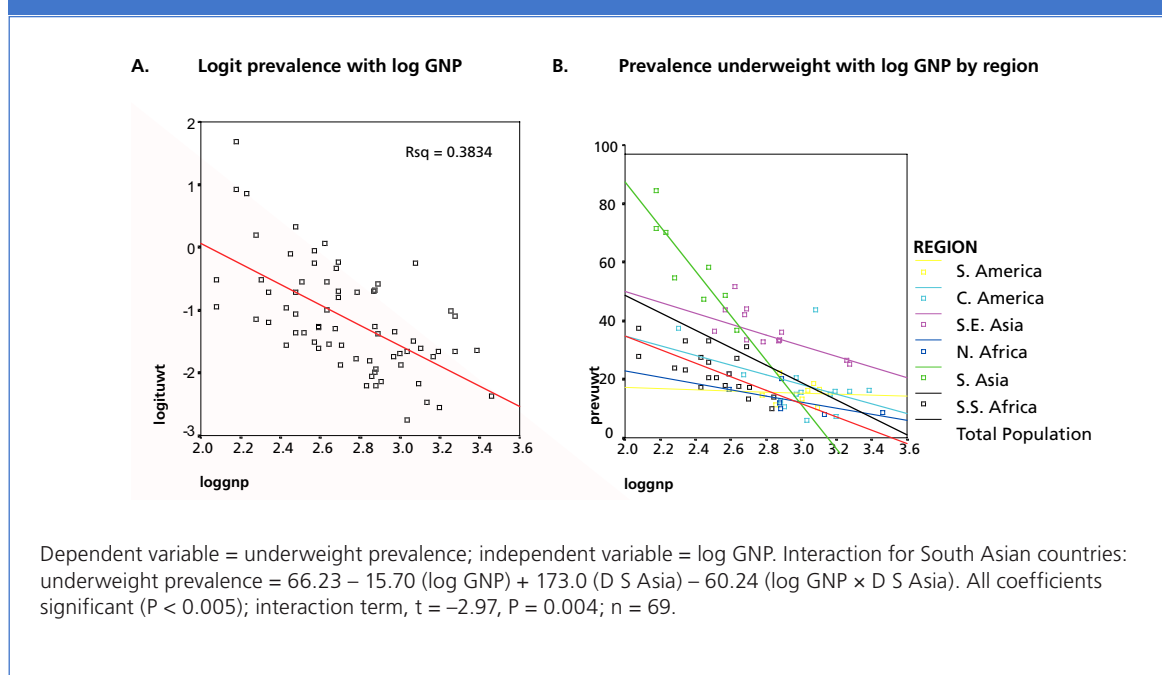 A. Logit prevalence with log GNP
2
1
0
-1
-2
-3
logituwt
Rsq = 0.3834
2.0 2.2 2.4 2.6 2.8 3.0 3.2 3.4 3.6
loggnp
B. Prevalence underweight with log GNP by region
100
80
60
40
20
0
prevuwt
2.0 2.2 2.4 2.6 2.8 3.0 3.2 3.4 3.6
loggnp
REGION
S. America
C. America
S.E. Asia
N. Africa
S. Asia
S.S. Africa
Total Population
Dependent variable = underweight prevalence; independent variable = log GNP. Interaction for South Asian countries:
underweight prevalence = 66.23 – 15.70 (log GNP) + 173.0 (D S Asia) – 60.24 (log GNP × D S Asia). All coefficients
significant (P < 0.005); interaction term, t = –2.97, P = 0.004; n = 69.